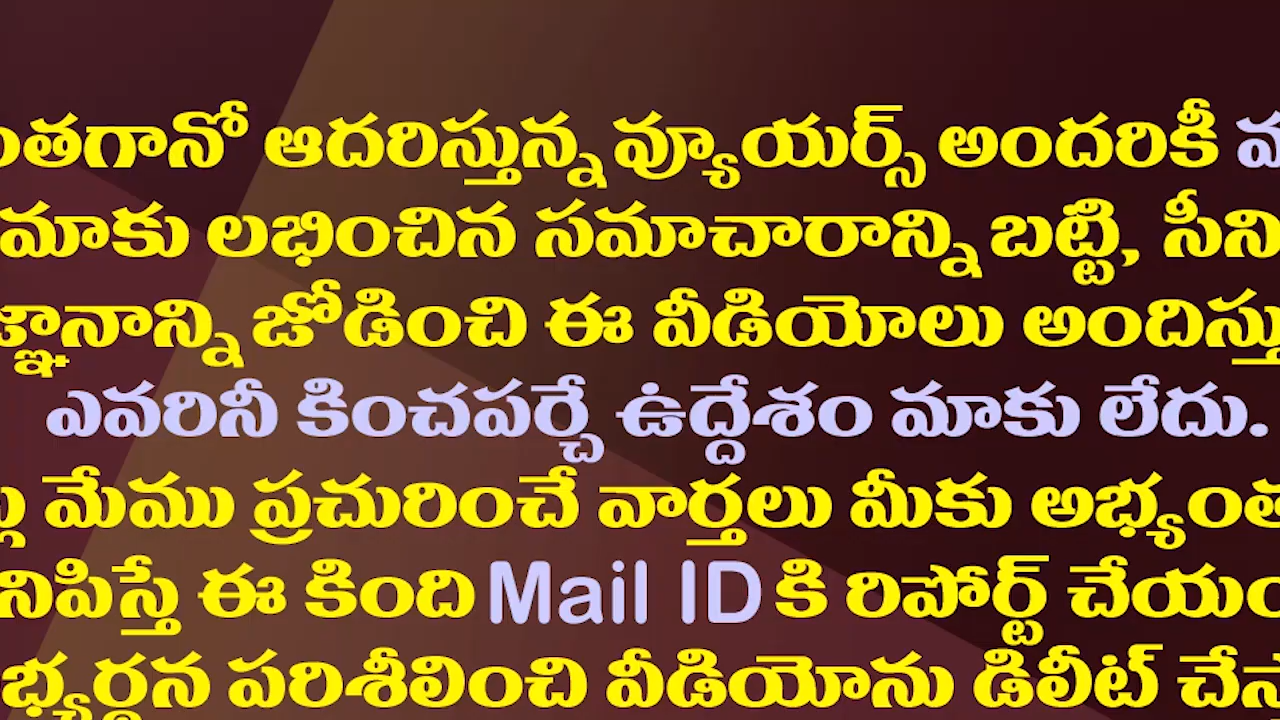 ంతగానో ఆదరిస్తున్న వ్యూయర్స్ అందరికీ
మాకు లభించిన సమాచారాన్ని బట్టి, సిని
జ్ఞానాన్ని జోడించి ఈ వీడియోలు అందిస్తు
ఎవరినీ కించపర్చే ఉద్దేశం మాకు లేదు.
మేము ప్రచురించే వార్తలు మీకు అభ్యంత
నిపిస్తే ఈ కింది Mail ID కి రిపోర్ట్ చేయం
భ్యర్థన పరిశీలించి వీడియోను డిలీట్ చేస